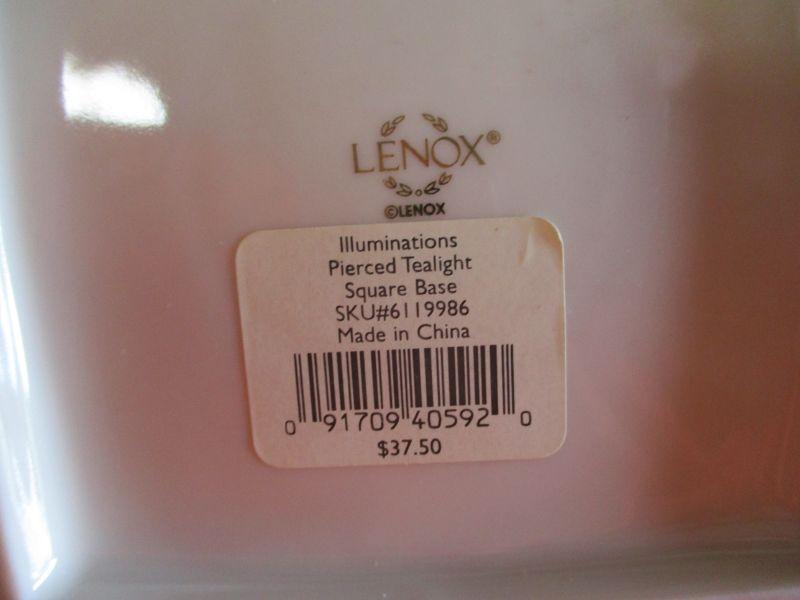 LENOX®
©LENOX
Illuminations
Pierced Tealight
Square Base
SKU#6119986
Made in China
0 91709 40592 0
$37.50